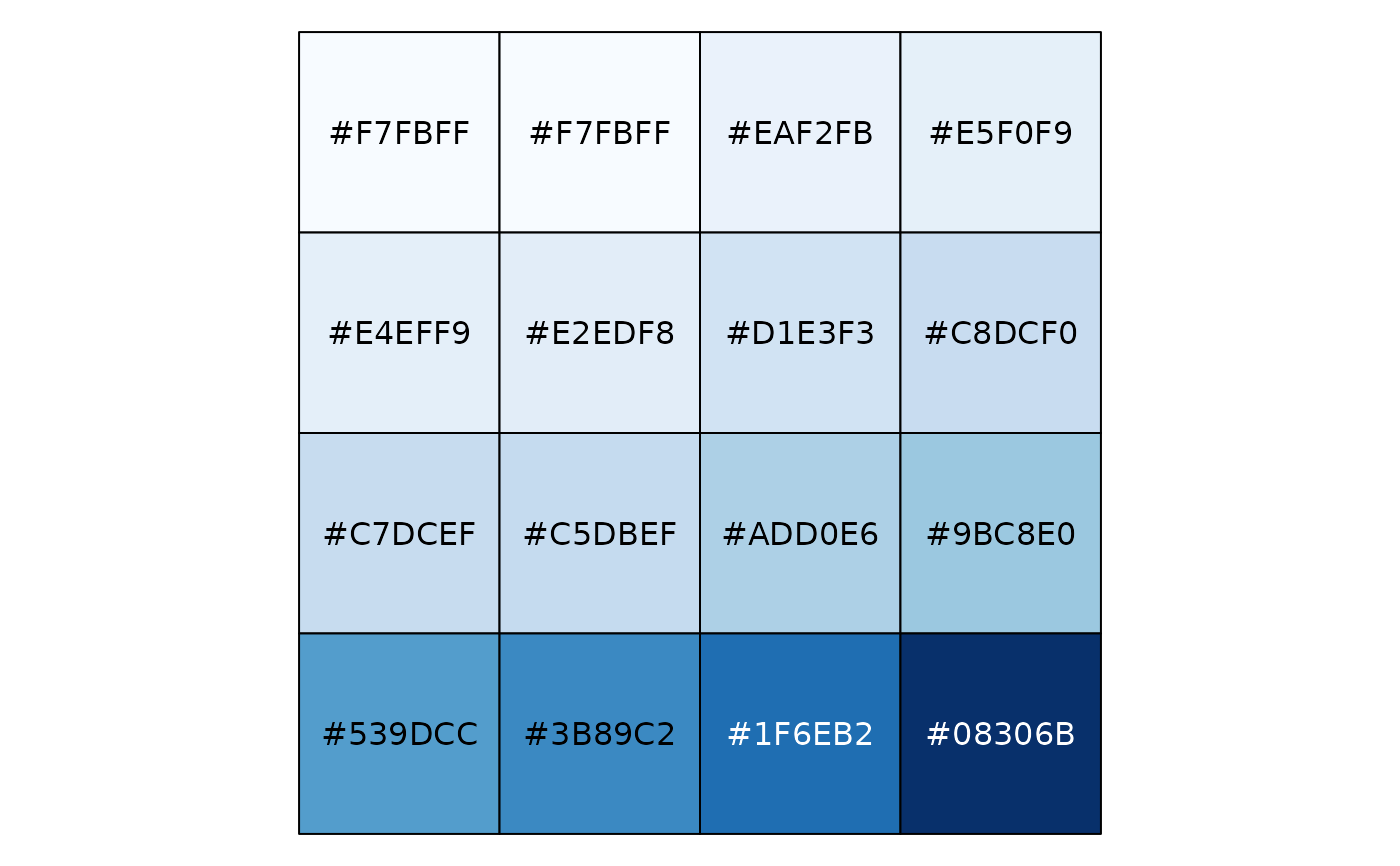 #F7FBFF #F7FBFF #EAF2FB #E5F0F9
#E4EFF9 #E2EDF8 #D1E3F3 #C8DCF0
#C7DCEF #C5DBEF #ADD0E6 #9BC8E0
#539DCC #3B89C2 #1F6EB2 #08306B